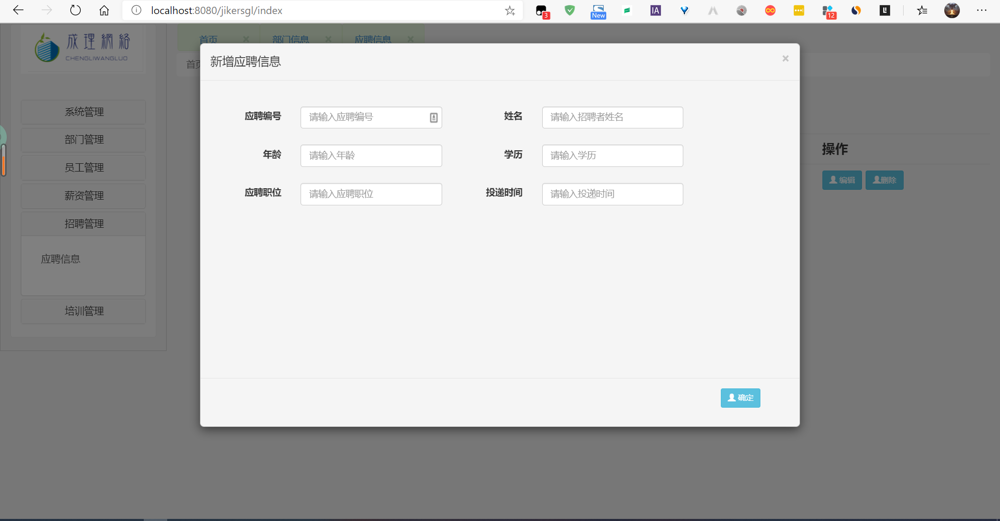 localhost:8080/jikersgl/index
3
New
IA
12
成理網絡
CHENGLIWANGLUO
首页 × 部门信息 × 应聘信息 ×
首页
新增应聘信息 ×
系统管理
部门管理
员工管理
薪资管理
招聘管理
应聘信息
培训管理
应聘编号 请输入应聘编号 姓名 请输入招聘者姓名
年龄 请输入年龄 学历 请输入学历
应聘职位 请输入应聘职位 投递时间 请输入投递时间
操作
编辑 删除
确定